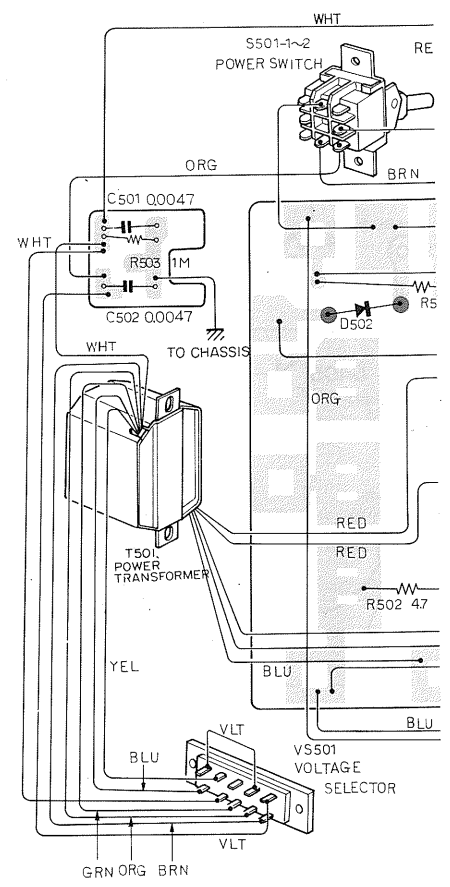 WHT
S501-1~2
POWER SWITCH
RE
ORG
BRN
C501 0.0047
WHT
R503 1M
C502 0.0047
TO CHASSIS
D502
R5
WHT
ORG
RED
RED
T501
POWER
TRANSFORMER
R502 4.7
YEL
BLU
BLU
VLT
VS501
VOLTAGE
SELECTOR
BLU
VLT
GRN ORG BRN